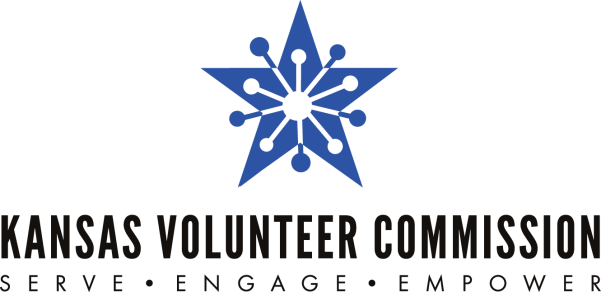 KANSAS VOLUNTEER COMMISSION
SERVE • ENGAGE • EMPOWER